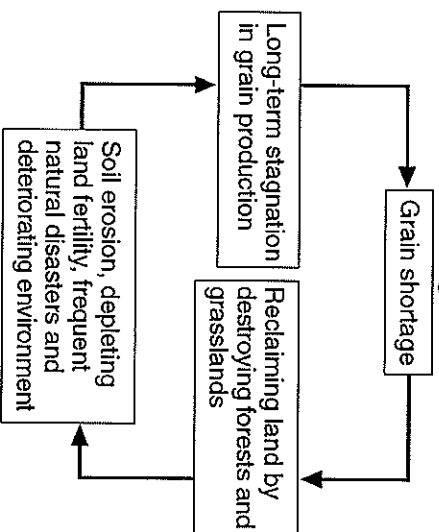 Grain shortage
Long-term stagnation
in grain production
Reclaiming land by
destroying forests and
grasslands
Soil erosion, depleting
land fertility, frequent
natural disasters and
deteriorating environment